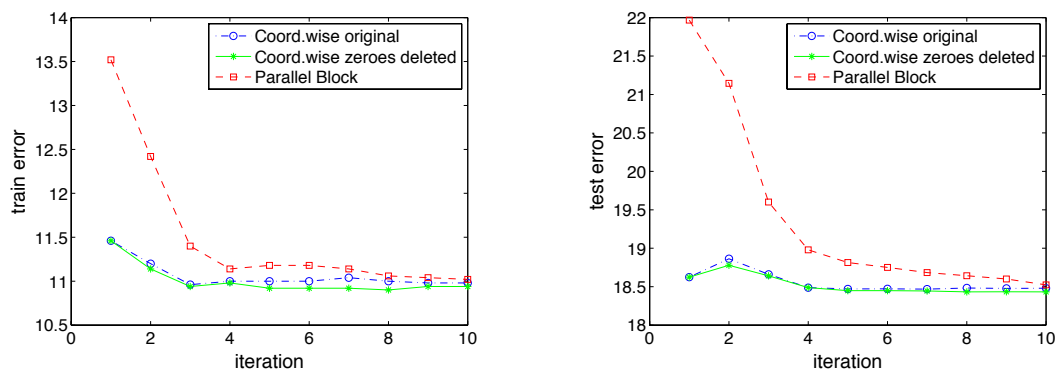 14
13.5
13
12.5
12
11.5
11
10.5
0
2
4
6
8
10
train error
iteration
Coord.wise original
Coord.wise zeroes deleted
Parallel Block
22
21.5
21
20.5
20
19.5
19
18.5
18
0
2
4
6
8
10
test error
iteration
Coord.wise original
Coord.wise zeroes deleted
Parallel Block